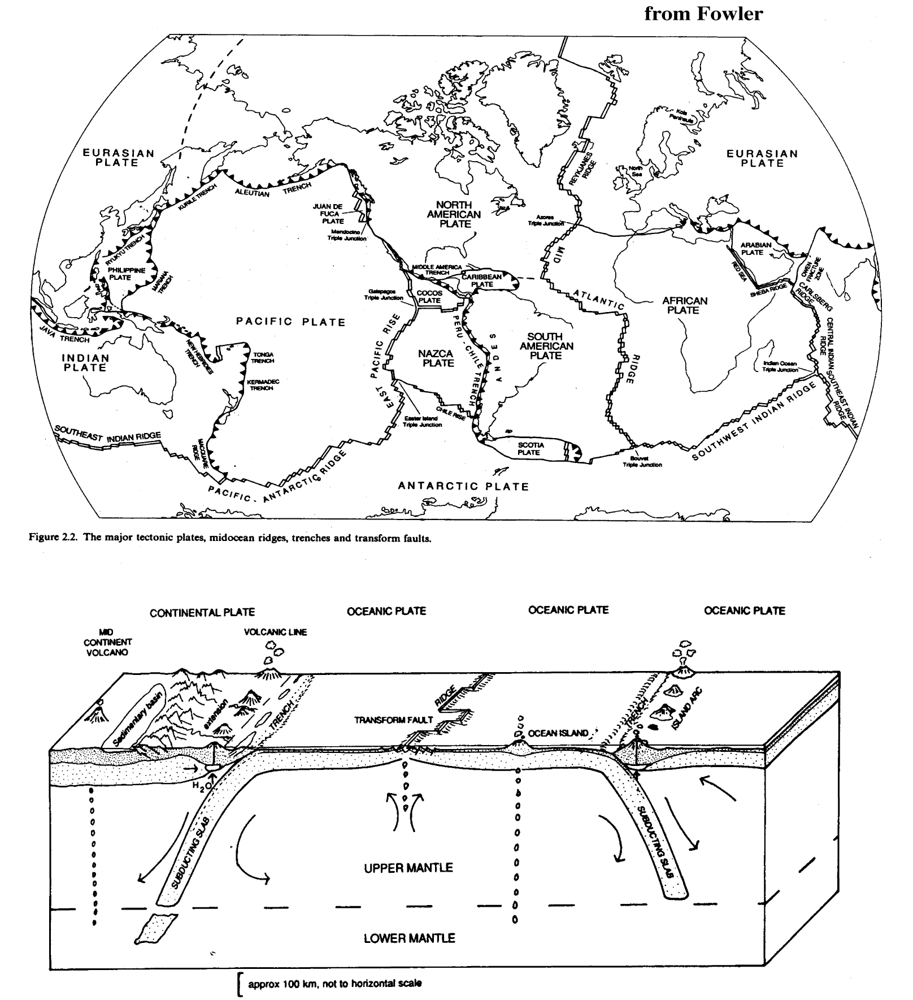 from Fowler
EURASIAN
PLATE
KURILE TRENCH
ALEUTIAN TRENCH
RYUKYU TRENCH
PHILIPPINE
PLATE
MARIANA
TRENCH
JAVA TRENCH
INDIAN
PLATE
NEW HEBRIDES
TRENCH
TONGA
TRENCH
KERMADEC
TRENCH
PACIFIC PLATE
SOUTHEAST INDIAN RIDGE
MACQUARIE
RIDGE
PACIFIC - ANTARCTIC RIDGE
JUAN DE
FUCA
PLATE
Mendocino
Triple Junction
NORTH
AMERICAN
PLATE
MIDDLE AMERICA
TRENCH
CARIBBEAN
PLATE
Galapagos
Triple Junction
COCOS
PLATE
EAST PACIFIC RISE
NAZCA
PLATE
PERU - CHILE TRENCH
ANDES
SOUTH
AMERICAN
PLATE
Easter Island
Triple Junction
CHILE RISE
SCOTIA
PLATE
ANTARCTIC PLATE
REYKJANES
RIDGE
Azores
Triple Junction
MID
ATLANTIC
RIDGE
Bouvet
Triple Junction
Kola
Peninsula
North
Sea
EURASIAN
PLATE
ARABIAN
PLATE
RED SEA
SHEBA RIDGE
OWEN
FRACTURE
ZONE
CARLSBERG
RIDGE
AFRICAN
PLATE
CENTRAL INDIAN
RIDGE
Indian Ocean
Triple Junction
SOUTHEAST INDIAN
RIDGE
SOUTHWEST INDIAN RIDGE
Figure 2.2. The major tectonic plates, midocean ridges, trenches and transform faults.
CONTINENTAL PLATE
OCEANIC PLATE
OCEANIC PLATE
OCEANIC PLATE
MID
CONTINENT
VOLCANO
VOLCANIC LINE
Sedimentary basin
extension
TRENCH
RIDGE
TRANSFORM FAULT
OCEAN ISLAND
TRENCH
ISLAND ARC
H2O
SUBDUCTING SLAB
SUBDUCTING SLAB
UPPER MANTLE
LOWER MANTLE
approx 100 km, not to horizontal scale